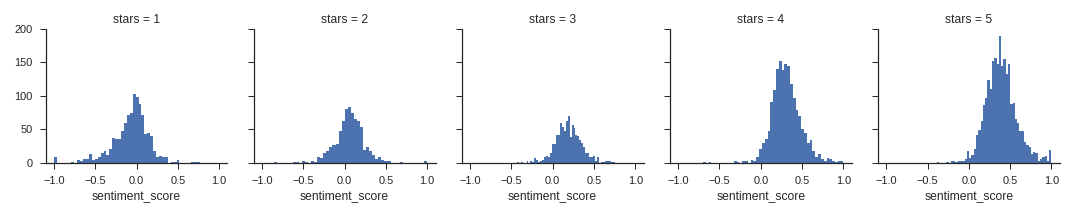 stars = 1
stars = 2
stars = 3
stars = 4
stars = 5
200
150
100
50
0
−1.0 −0.5 0.0 0.5 1.0
−1.0 −0.5 0.0 0.5 1.0
−1.0 −0.5 0.0 0.5 1.0
−1.0 −0.5 0.0 0.5 1.0
−1.0 −0.5 0.0 0.5 1.0
sentiment_score
sentiment_score
sentiment_score
sentiment_score
sentiment_score